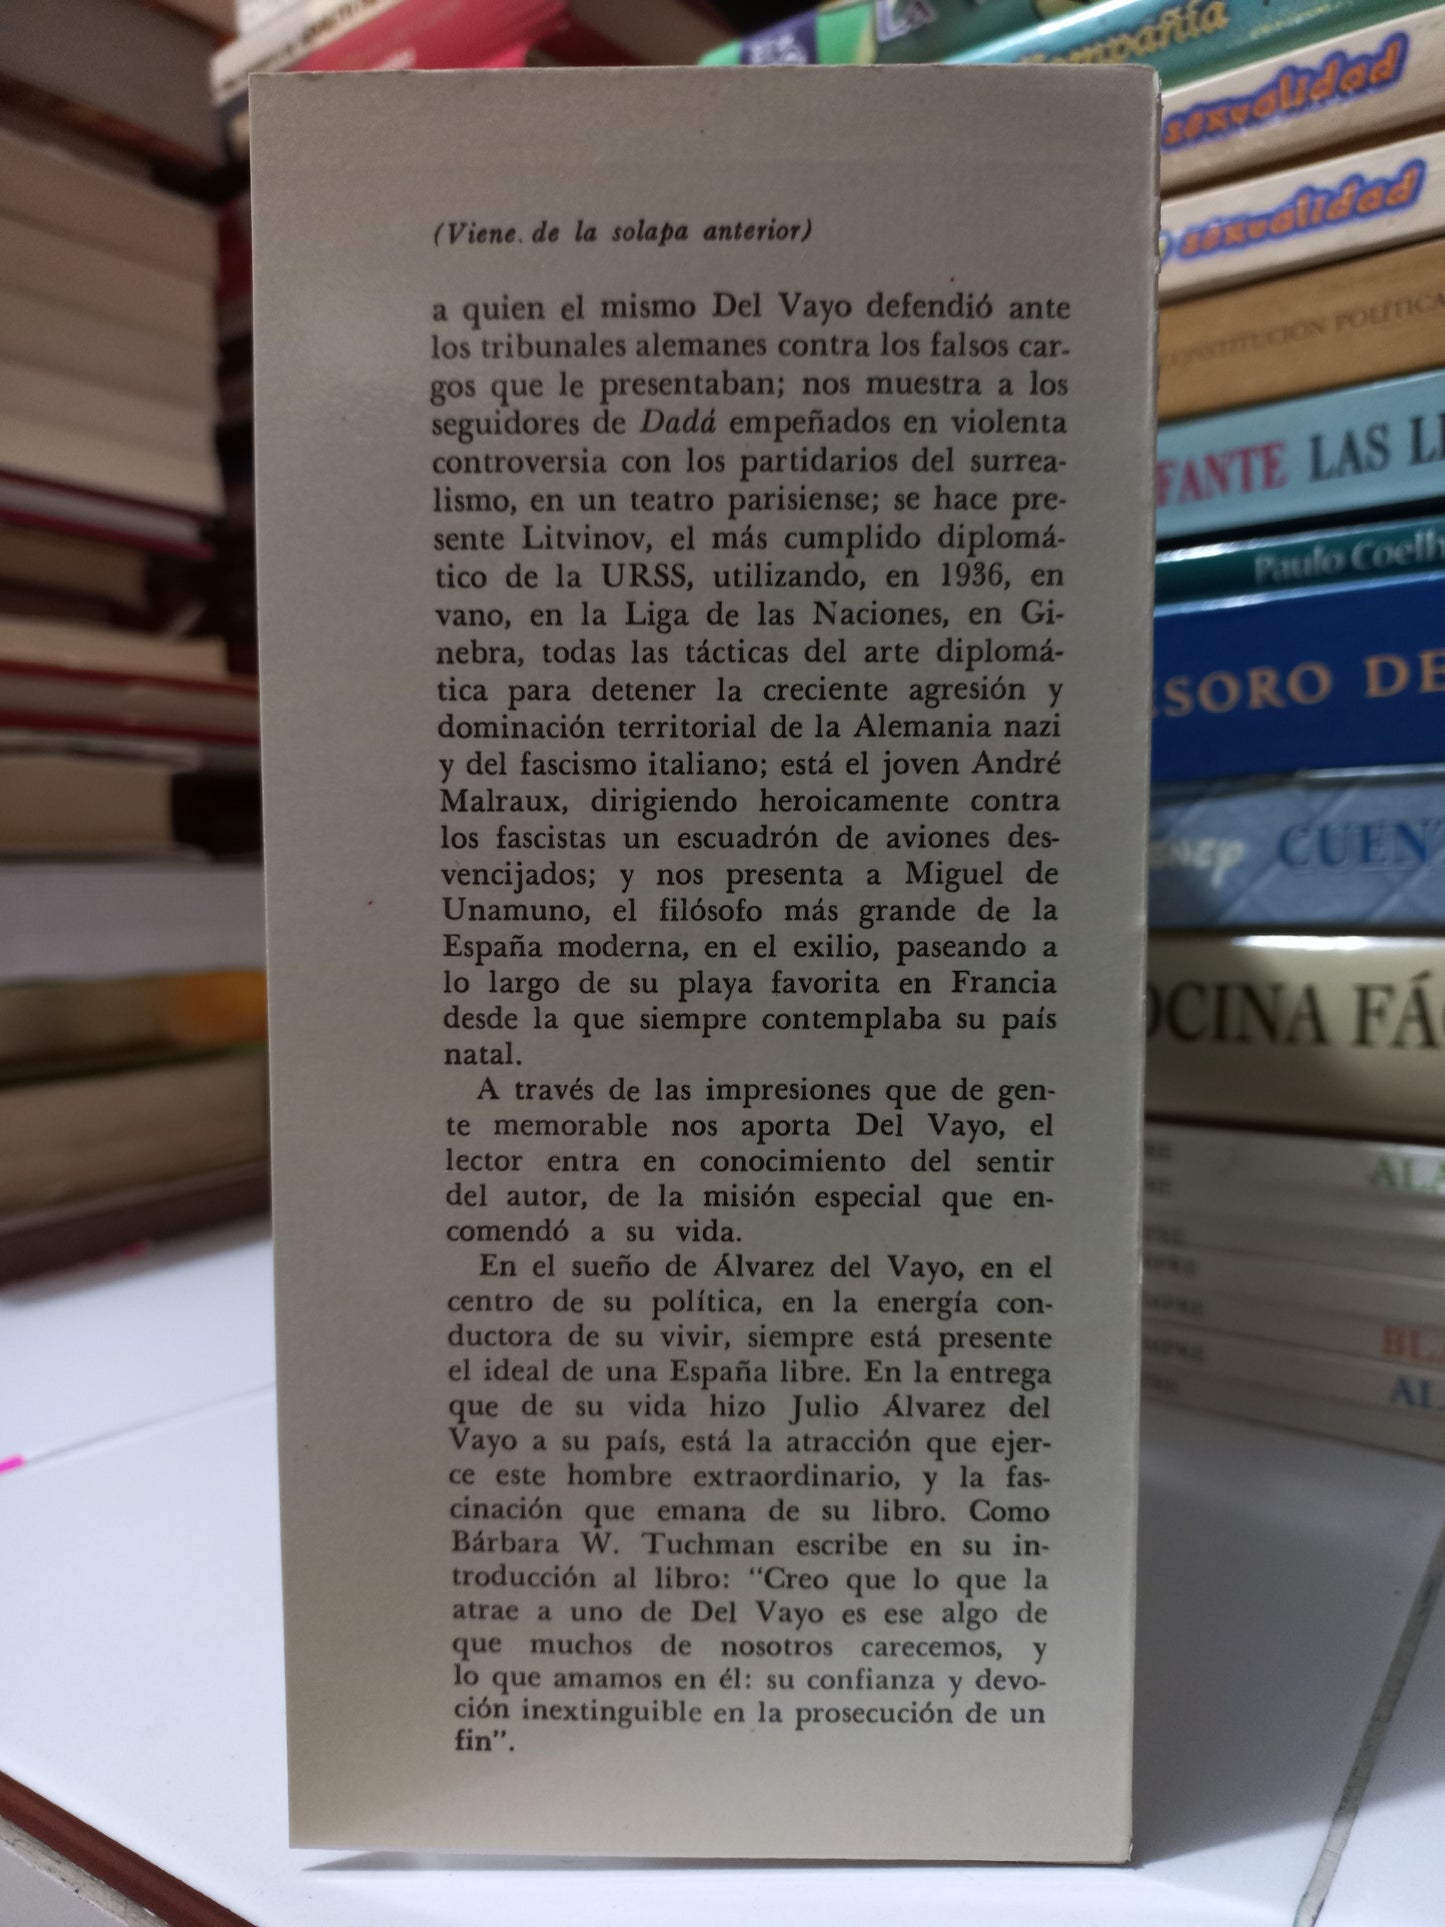 (Viene. de la solapa anterior)
a quien el mismo Del Vayo defendió ante
los tribunales alemanes contra los falsos car-
gos que le presentaban; nos muestra a los
seguidores de Dadá empeñados en violenta
controversia con los partidarios del surrea-
lismo, en un teatro parisiense; se hace pre-
sente Litvinov, el más cumplido diplomá-
tico de la URSS, utilizando, en 1936, en
vano, en la Liga de las Naciones, en Gi-
nebra, todas las tácticas del arte diplomá-
tica para detener la creciente agresión y
dominación territorial de la Alemania nazi
y del fascismo italiano; está el joven André
Malraux, dirigiendo heroicamente contra
los fascistas un escuadrón de aviones des-
vencijados; y nos presenta a Miguel de
Unamuno, el filósofo más grande de la
España moderna, en el exilio, paseando a
lo largo de su playa favorita en Francia
desde la que siempre contemplaba su país
natal.
A través de las impresiones que de gen-
te memorable nos aporta Del Vayo, el
lector entra en conocimiento del sentir
del autor, de la misión especial que en-
comendó a su vida.
En el sueño de Álvarez del Vayo, en el
centro de su política, en la energía con-
ductora de su vivir, siempre está presente
el ideal de una España libre. En la entrega
que de su vida hizo Julio Álvarez del
Vayo a su país, está la atracción que ejer-
ce este hombre extraordinario, y la fas-
cinación que emana de su libro. Como
Bárbara W. Tuchman escribe en su in-
troducción al libro: "Creo que lo que la
atrae a uno de Del Vayo es ese algo de
que muchos de nosotros carecemos, y
lo que amamos en él: su confianza y devo-
ción inextinguible en la prosecución de un
fin".
Compañía
sexualidad
sexualidad
CONSTITUCIÓN POLÍTICA
FANTE LAS L
Paulo Coelh
SORO DE
CUEN
OCINA FÁ
ALA
BLA
AL